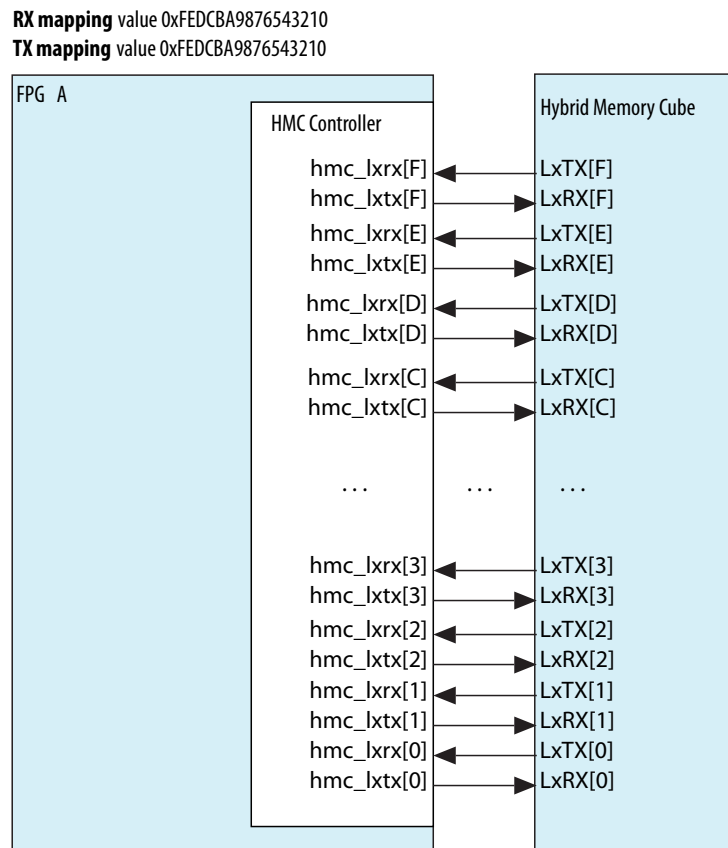 RX mapping value 0xFEDCBA9876543210
TX mapping value 0xFEDCBA9876543210
FPG A
HMC Controller
Hybrid Memory Cube
hmc_lxrx[F] LxTX[F]
hmc_lxtx[F] LxRX[F]
hmc_lxrx[E] LxTX[E]
hmc_lxtx[E] LxRX[E]
hmc_lxrx[D] LxTX[D]
hmc_lxtx[D] LxRX[D]
hmc_lxrx[C] LxTX[C]
hmc_lxtx[C] LxRX[C]
... ... ...
hmc_lxrx[3] LxTX[3]
hmc_lxtx[3] LxRX[3]
hmc_lxrx[2] LxTX[2]
hmc_lxtx[2] LxRX[2]
hmc_lxrx[1] LxTX[1]
hmc_lxtx[1] LxRX[1]
hmc_lxrx[0] LxTX[0]
hmc_lxtx[0] LxRX[0]